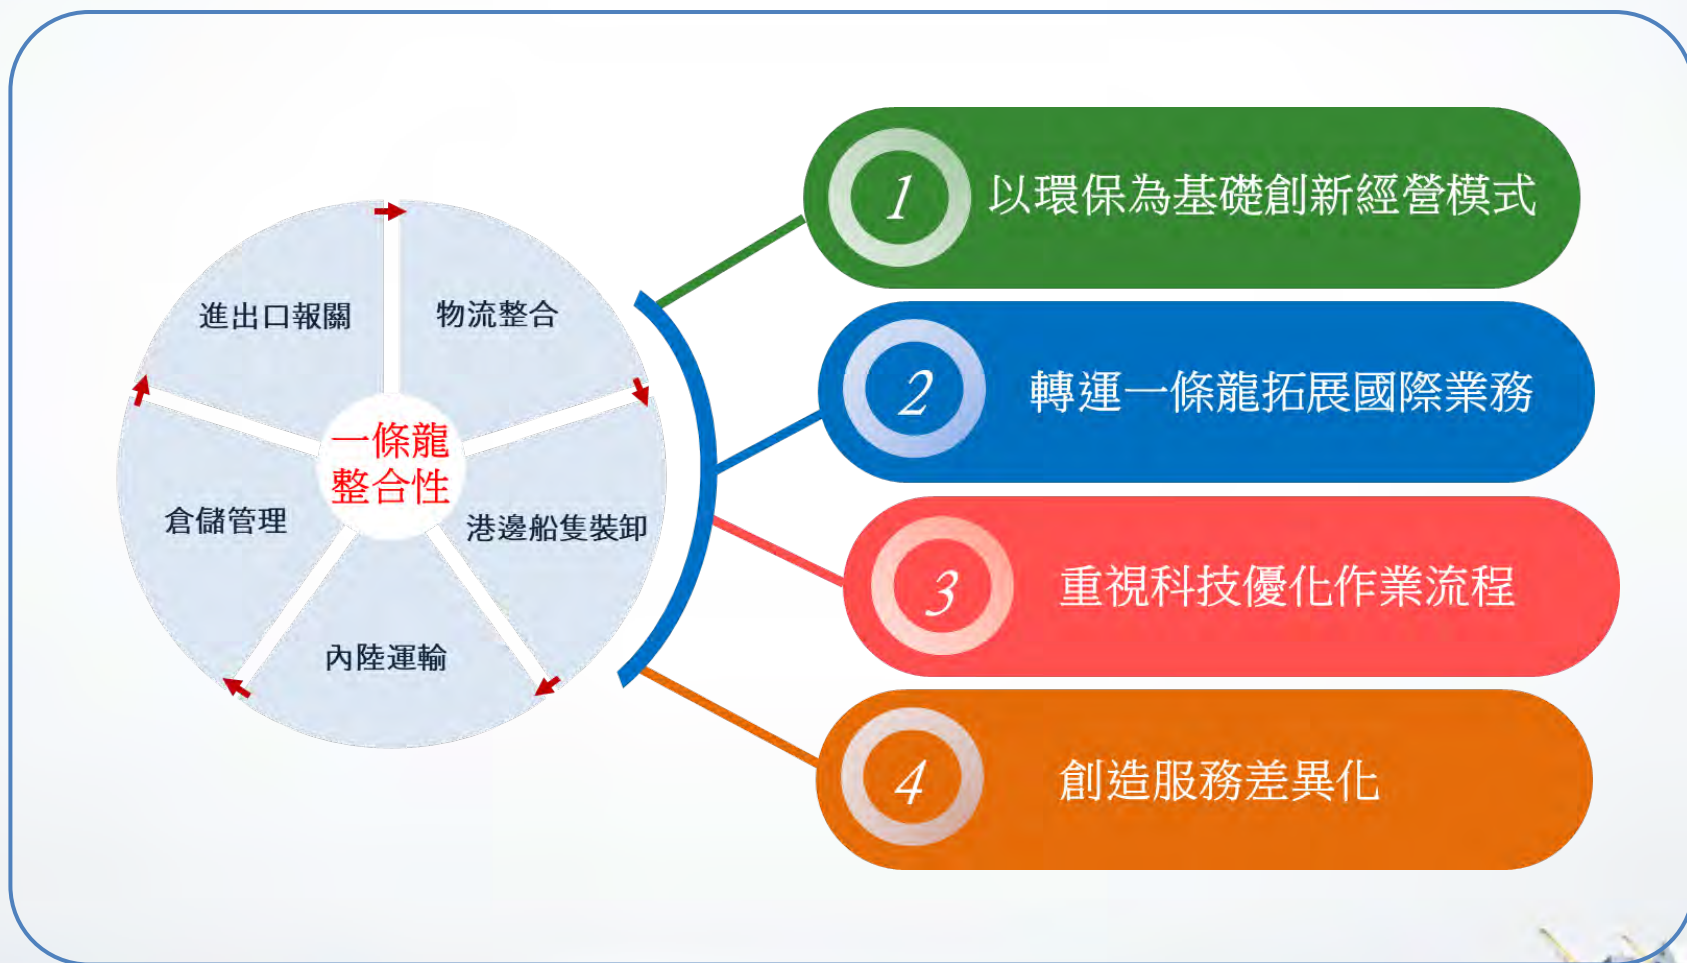 進出口報關
物流整合
一條龍
整合性
倉儲管理
港邊船隻裝卸
內陸運輸
1
以環保為基礎創新經營模式
2
轉運一條龍拓展國際業務
3
重視科技優化作業流程
4
創造服務差異化